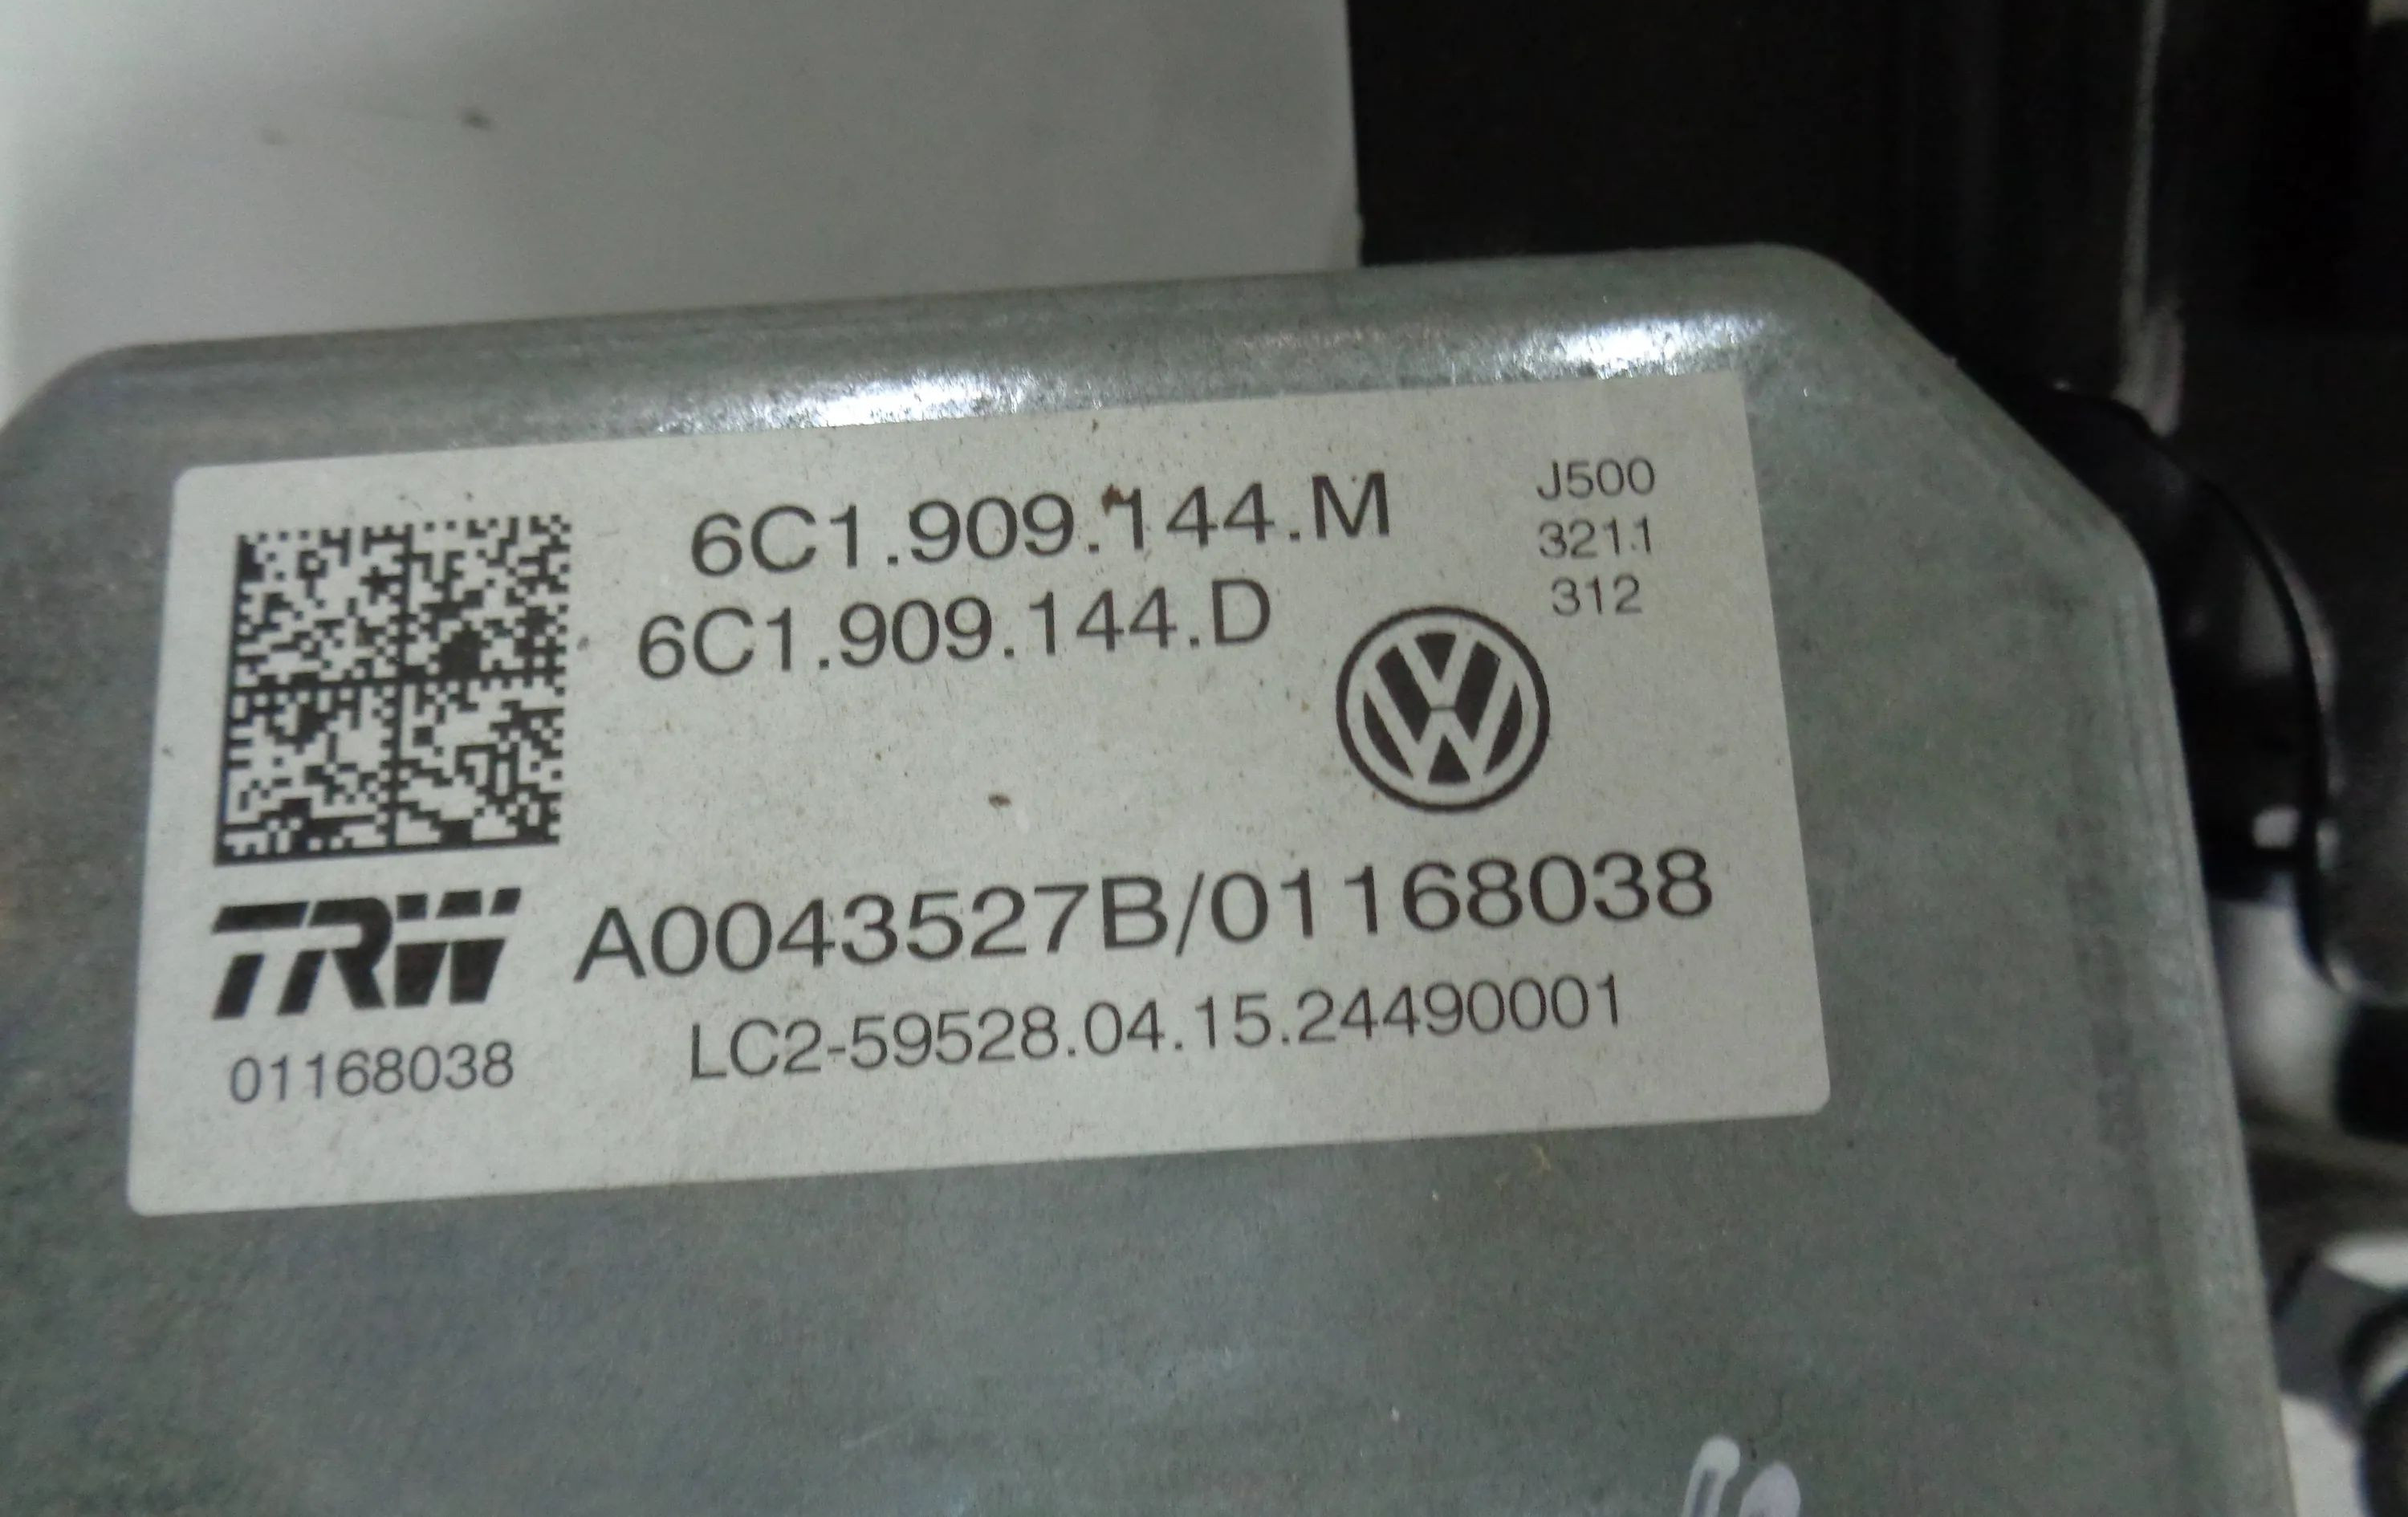 6C1.909.144.M
6C1.909.144.D
J500
3211
312
TRW
A0043527B/01168038
01168038
LC2-59528.04.15.24490001